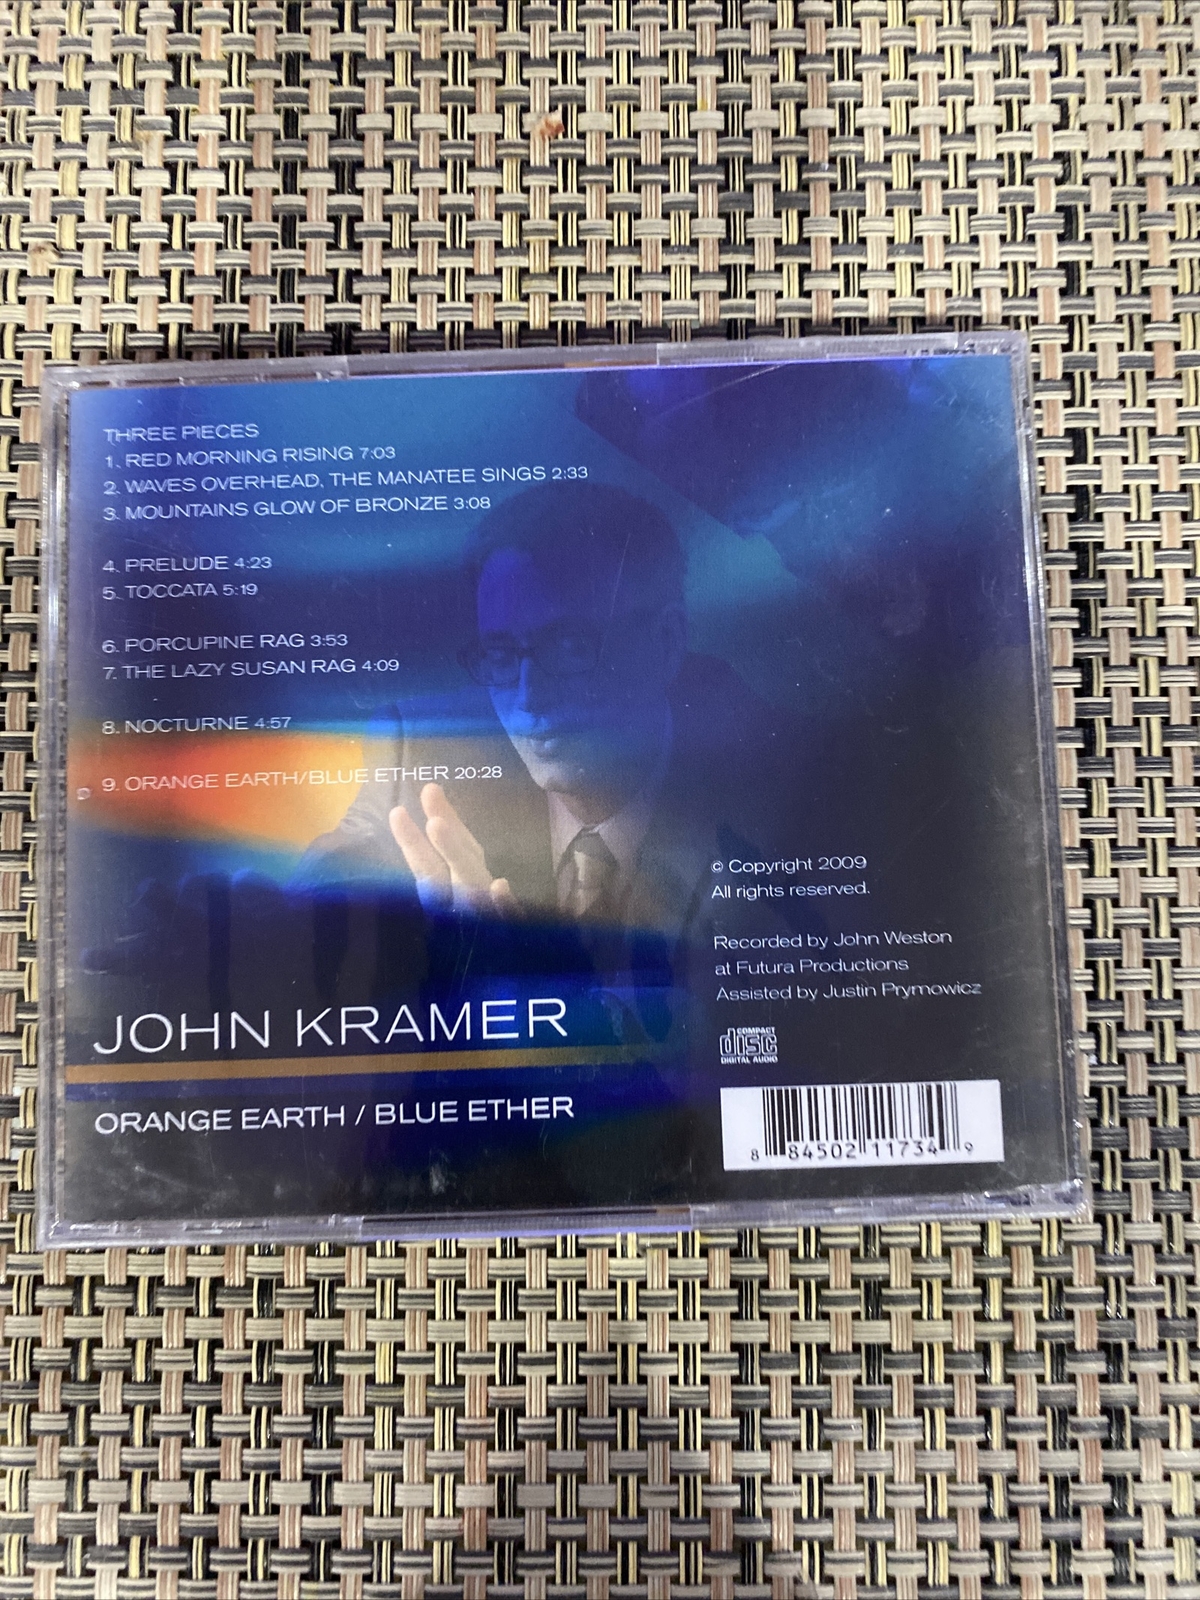 THREE PIECES
1. RED MORNING RISING 7:03
2. WAVES OVERHEAD, THE MANATEE SINGS 2:33
3. MOUNTAINS GLOW OF BRONZE 3:08
4. PRELUDE 4:23
5. TOCCATA 5:19
6. PORCUPINE RAG 3:53
7. THE LAZY SUSAN RAG 4:09
8. NOCTURNE 4:57
9. ORANGE EARTH/BLUE ETHER 20:28
© Copyright 2009
All rights reserved.
Recorded by John Weston
at Futura Productions
Assisted by Justin Prymowicz
JOHN KRAMER
ORANGE EARTH / BLUE ETHER
COMPACT
disc
DIGITAL AUDIO
8 84502 11734 9